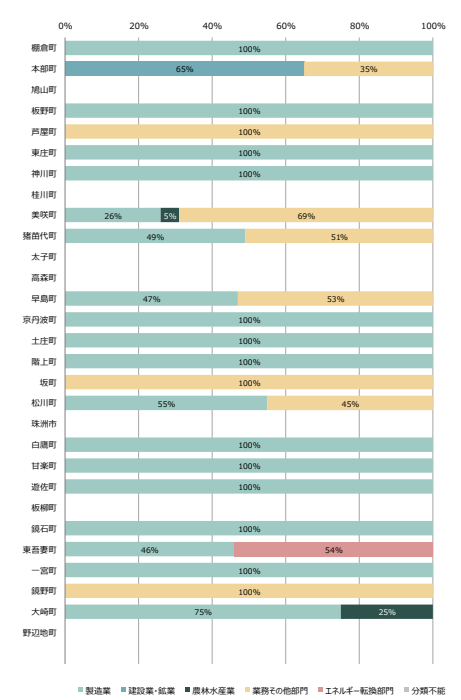 0% 20% 40% 60% 80% 100%
棚倉町 100%
本部町 65% 35%
鳩山町
板野町 100%
芦屋町 100%
東庄町 100%
神川町 100%
桂川町
美咲町 26% 5% 69%
猪苗代町 49% 51%
太子町
高森町
早島町 47% 53%
京丹波町 100%
土庄町 100%
階上町 100%
坂町 100%
松川町 55% 45%
珠洲市
白鷹町 100%
甘楽町 100%
遊佐町 100%
板柳町
鏡石町 100%
東吾妻町 46% 54%
一宮町 100%
鏡野町 100%
大崎町 75% 25%
野辺地町
製造業 建設業・鉱業 農林水産業 業務その他部門 エネルギー転換部門 分類不能